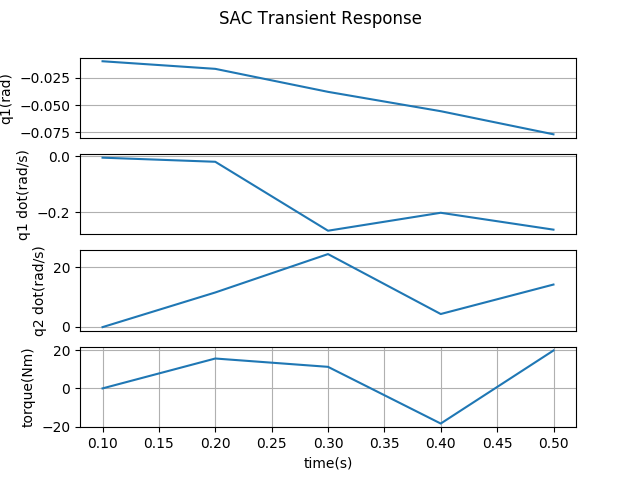 SAC Transient Response
q1(rad)
−0.025
−0.050
−0.075
q1 dot(rad/s)
0.0
−0.2
q2 dot(rad/s)
20
0
torque(Nm)
20
0
−20
0.10 0.15 0.20 0.25 0.30 0.35 0.40 0.45 0.50
time(s)